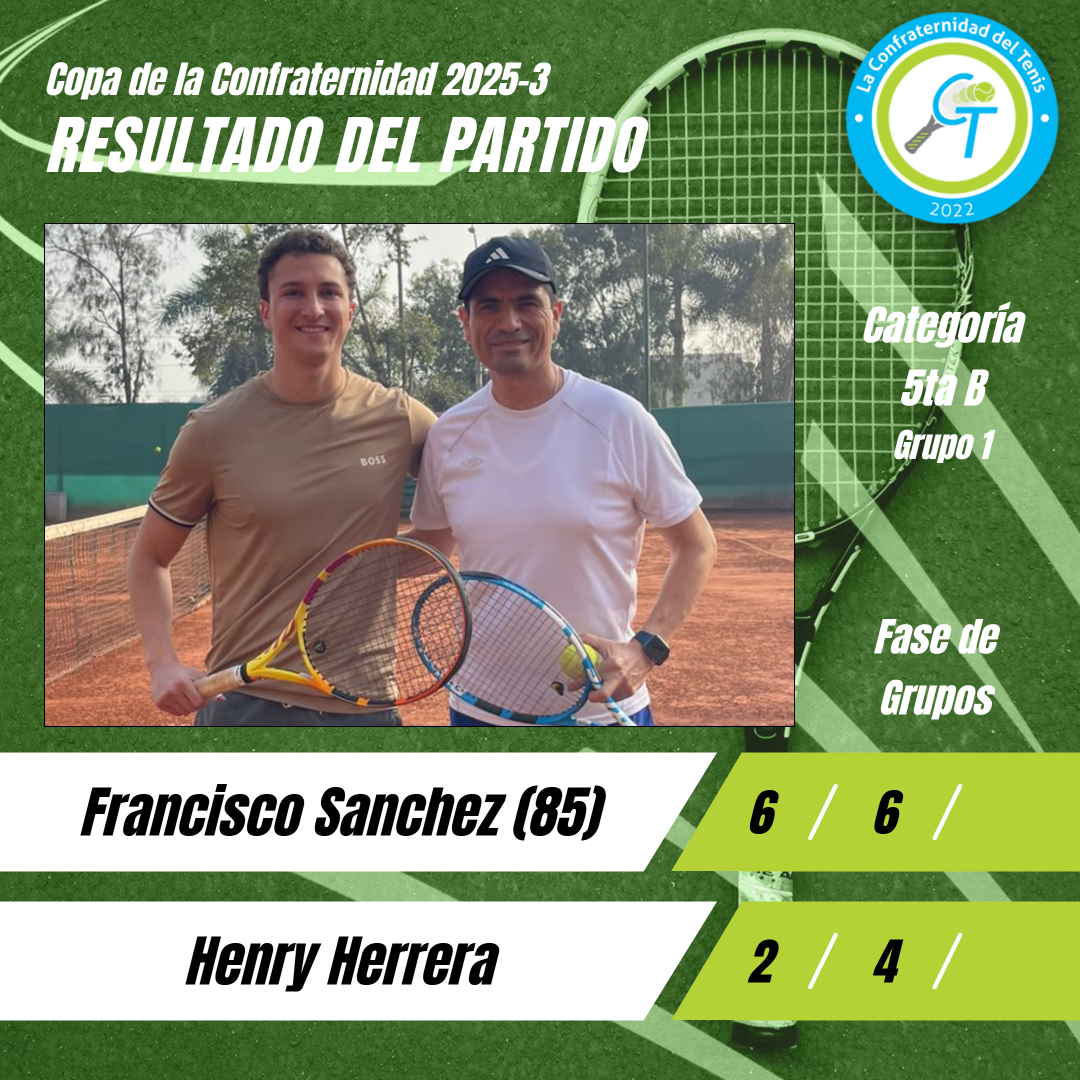 Copa de la Confraternidad 2025-3
RESULTADO DEL PARTIDO
La Confraternidad del Tenis
CT
2022
BOSS
Categoría
5ta B
Grupo 1
Fase de
Grupos
Francisco Sanchez (85)
6 / 6 /
Henry Herrera
2 / 4 /